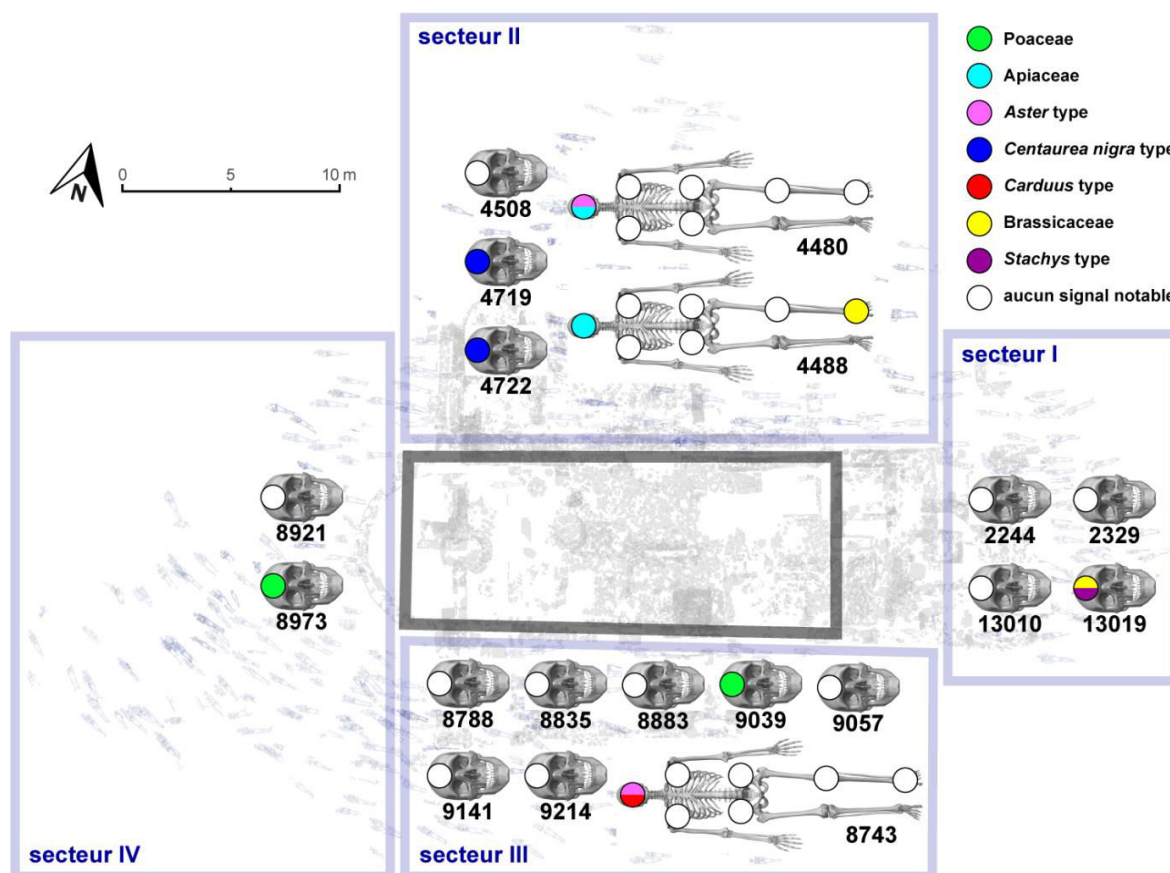 secteur II
Poaceae
Apiaceae
Aster type
Centaurea nigra type
Carduus type
Brassicaceae
Stachys type
aucun signal notable
N
0 5 10 m
4508
4480
4719
4722
4488
secteur I
2244 2329
13010 13019
8921
8973
secteur IV
8788 8835 8883 9039 9057
9141 9214
8743
secteur III